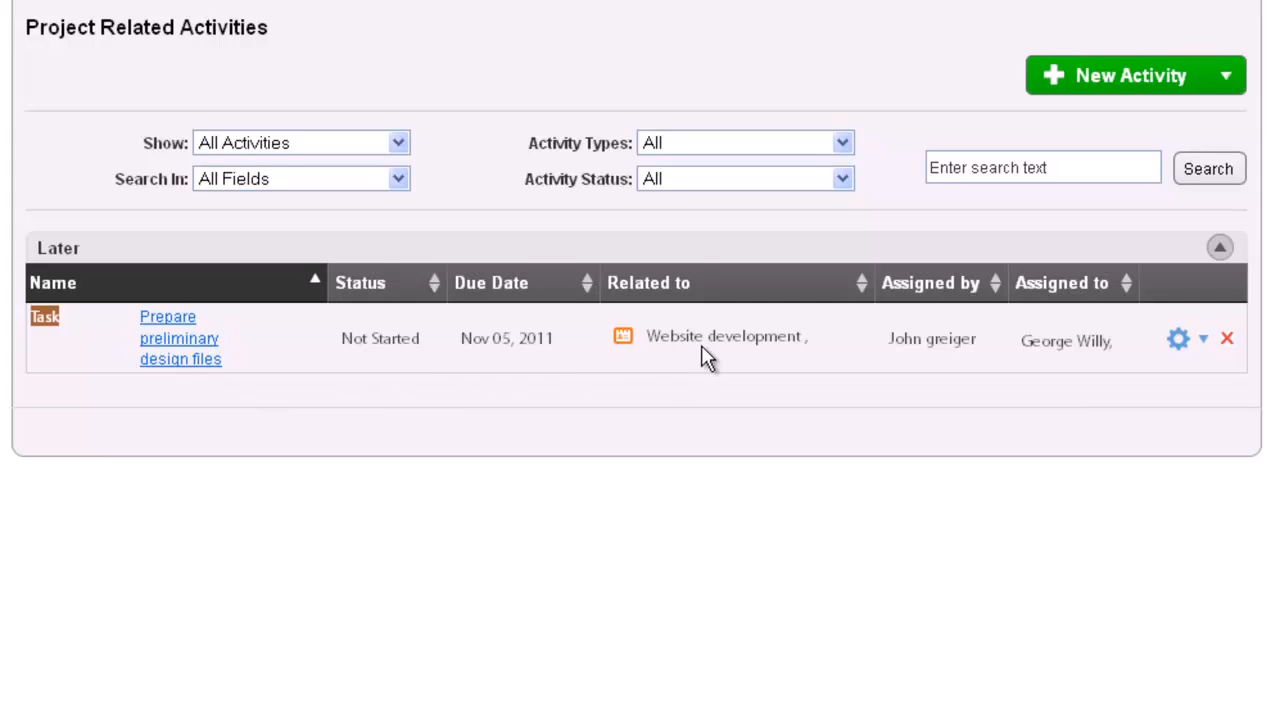 Project Related Activities
New Activity
Show: All Activities Activity Types: All
Search In: All Fields Activity Status: All
Enter search text Search
Later
Name Status Due Date Related to Assigned by Assigned to
Task Prepare preliminary design files Not Started Nov 05, 2011 Website development , John greiger George Willy,